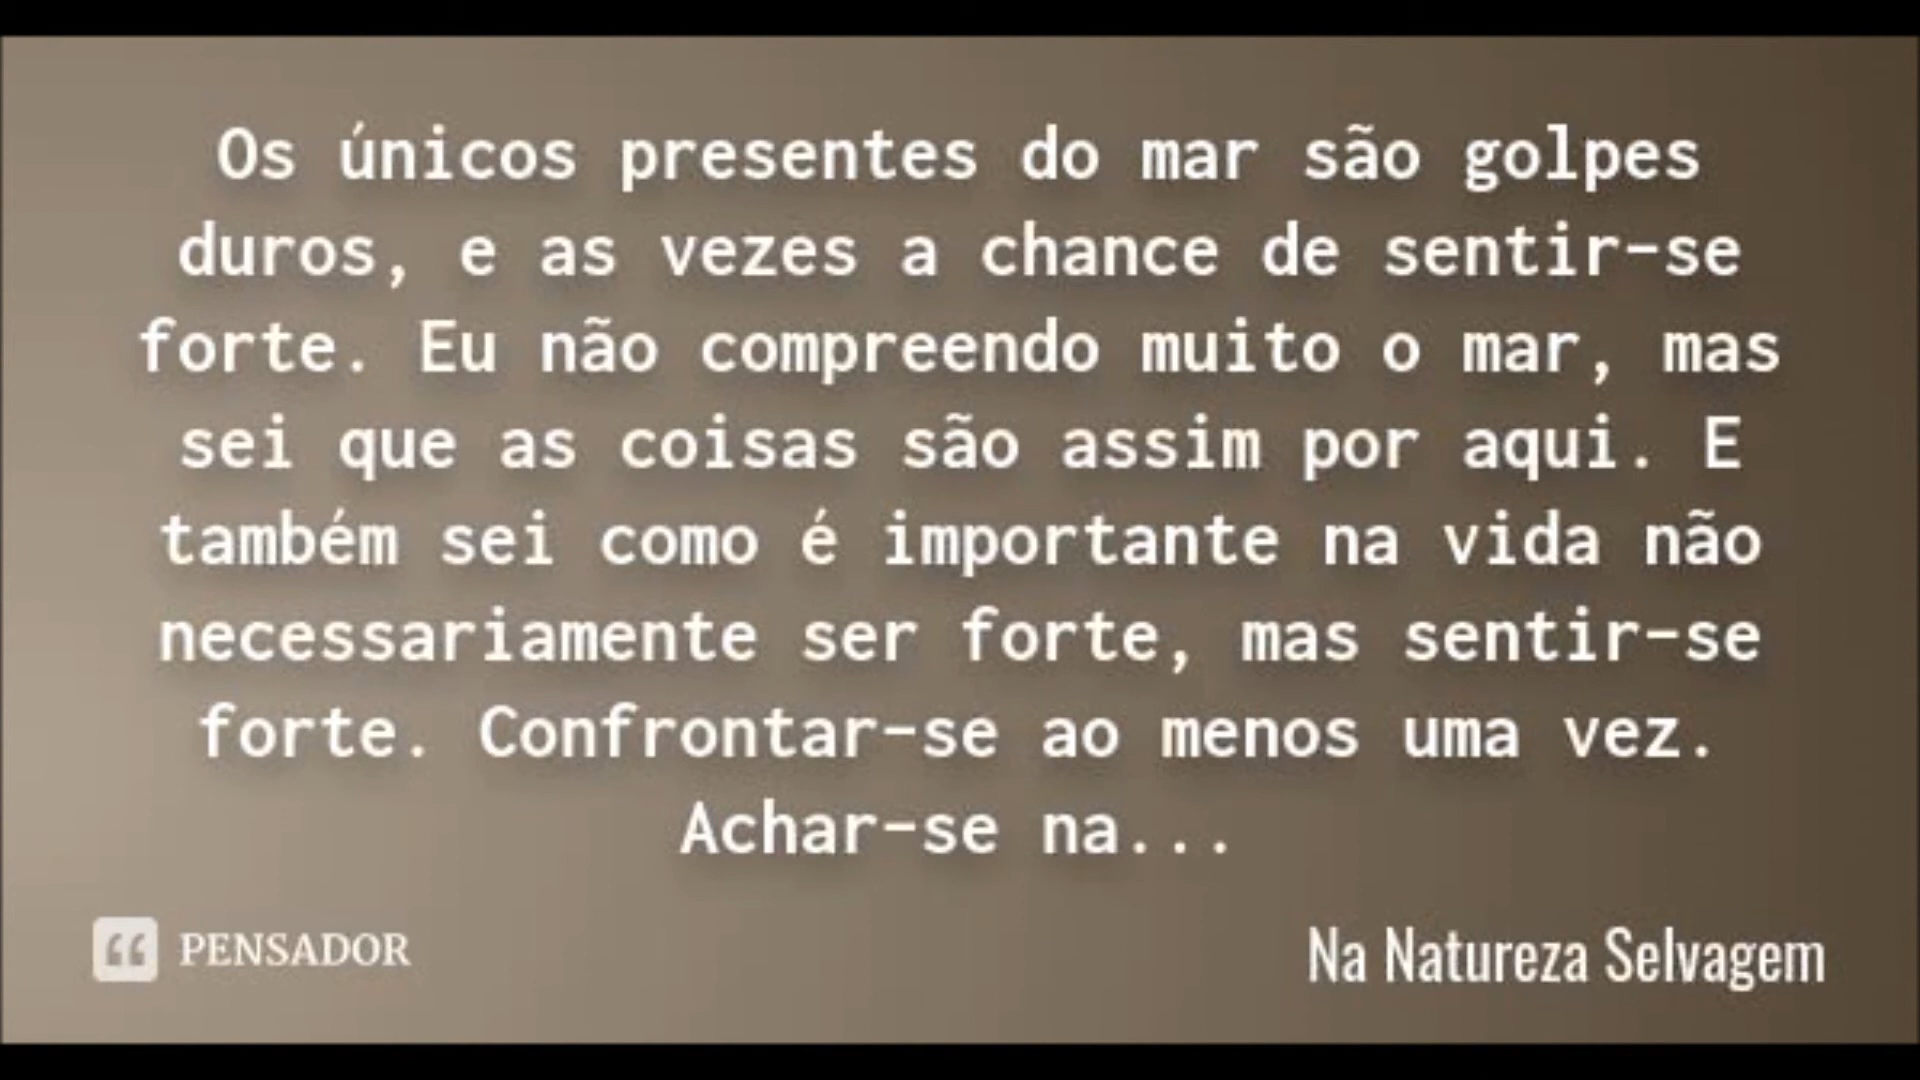 Os únicos presentes do mar são golpes
duros, e as vezes a chance de sentir-se
forte. Eu não compreendo muito o mar, mas
sei que as coisas são assim por aqui. E
também sei como é importante na vida não
necessariamente ser forte, mas sentir-se
forte. Confrontar-se ao menos uma vez.
Achar-se na...
PENSADOR
Na Natureza Selvagem